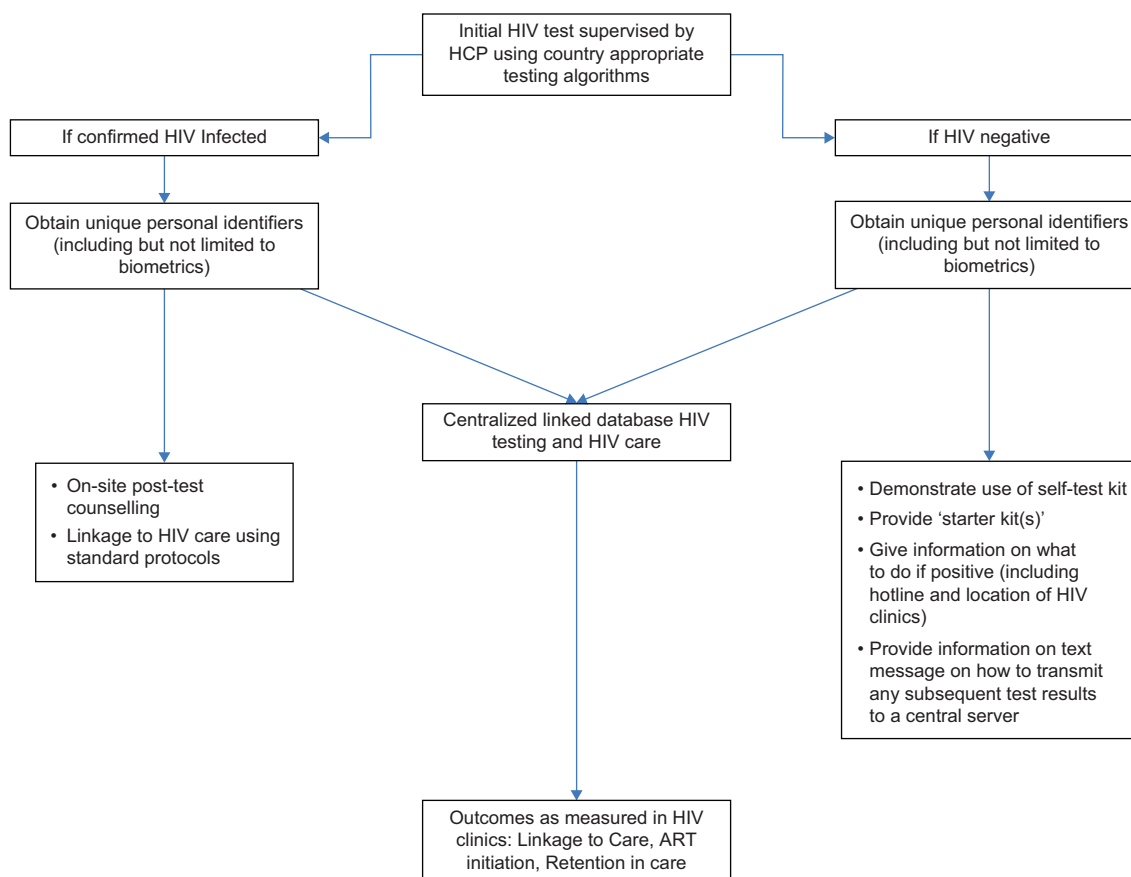 Initial HIV test supervised by
HCP using country appropriate
testing algorithms
If confirmed HIV Infected
If HIV negative
Obtain unique personal identifiers
(including but not limited to
biometrics)
Obtain unique personal identifiers
(including but not limited to
biometrics)
Centralized linked database HIV
testing and HIV care
• On-site post-test
counselling
• Linkage to HIV care using
standard protocols
• Demonstrate use of self-test kit
• Provide ‘starter kit(s)’
• Give information on what
to do if positive (including
hotline and location of HIV
clinics)
• Provide information on text
message on how to transmit
any subsequent test results
to a central server
Outcomes as measured in HIV
clinics: Linkage to Care, ART
initiation, Retention in care